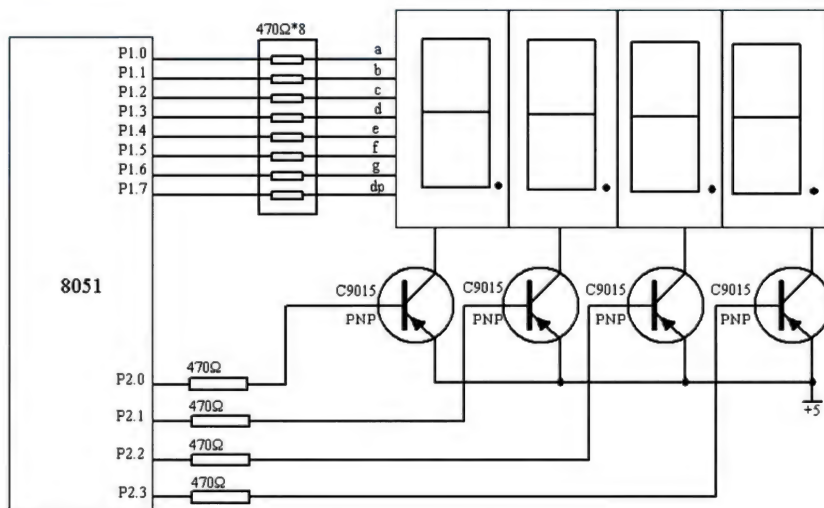 470Ω*8
P1.0 a
P1.1 b
P1.2 c
P1.3 d
P1.4 e
P1.5 f
P1.6 g
P1.7 dp
8051
C9015 C9015 C9015 C9015
PNP PNP PNP PNP
470Ω
P2.0
470Ω
P2.1
+5
470Ω
P2.2
470Ω
P2.3